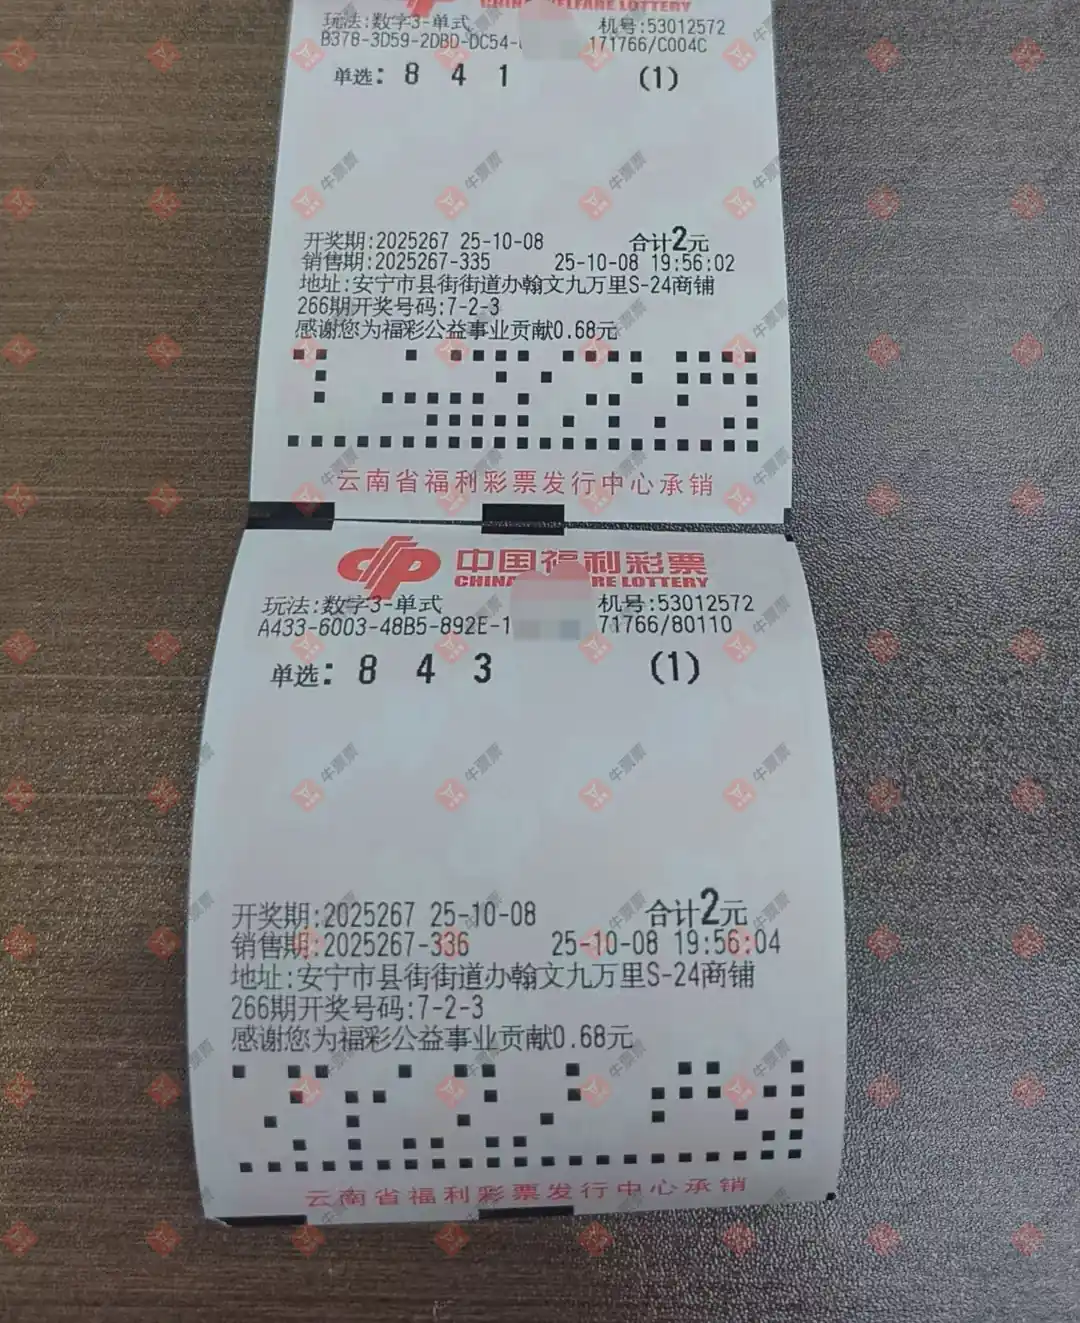 CHINA WELFARE LOTTERY
玩法:数字3-单式 机号:53012572
B378-3D59-2DBD-DC54- 171766/C004C
单选: 8 4 1 (1)
开奖期:2025267 25-10-08 合计2元
销售期:2025267-335 25-10-08 19:56:02
地址:安宁市县街街道办翰文九万里S-24商铺
266期开奖号码:7-2-3
感谢您为福彩公益事业贡献0.68元
云南省福利彩票发行中心承销
中国福利彩票
CHINA RE LOTTERY
玩法:数字3-单式 机号:53012572
A433-6003-48B5-892E-1 71766/80110
单选: 8 4 3 (1)
开奖期:2025267 25-10-08 合计2元
销售期:2025267-336 25-10-08 19:56:04
地址:安宁市县街街道办翰文九万里S-24商铺
266期开奖号码:7-2-3
感谢您为福彩公益事业贡献0.68元
云南省福利彩票发行中心承销
牛票票